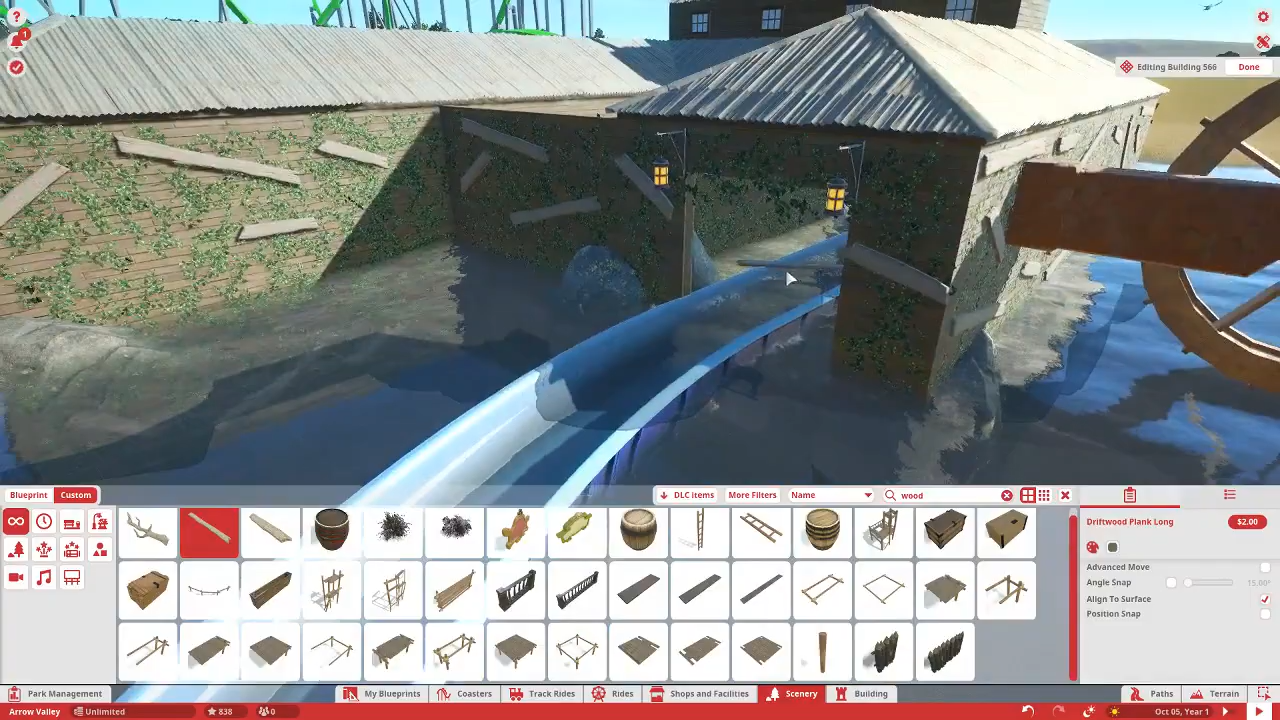 ?
1
Editing Building 566
Done
Blueprint
Custom
DLC items
More Filters
Name
wood
Driftwood Plank Long
$2.00
Advanced Move
Angle Snap
15.00°
Align To Surface
Position Snap
Park Management
My Blueprints
Coasters
Track Rides
Rides
Shops and Facilities
Scenery
Building
Paths
Terrain
Arrow Valley
Unlimited
838
0
Oct 05, Year 1